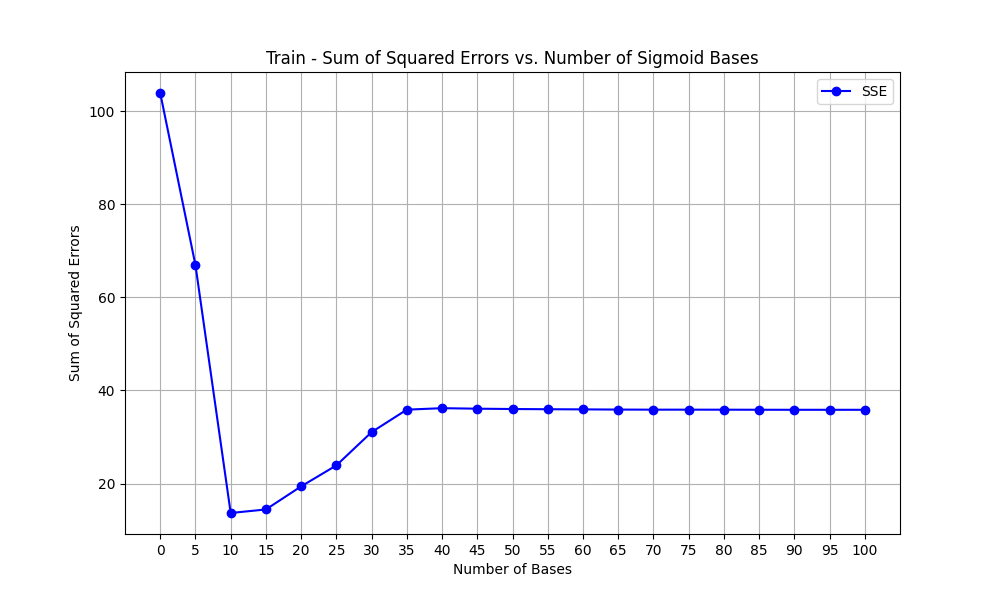 Train - Sum of Squared Errors vs. Number of Sigmoid Bases
SSE
Sum of Squared Errors
100
80
60
40
20
0 5 10 15 20 25 30 35 40 45 50 55 60 65 70 75 80 85 90 95 100
Number of Bases